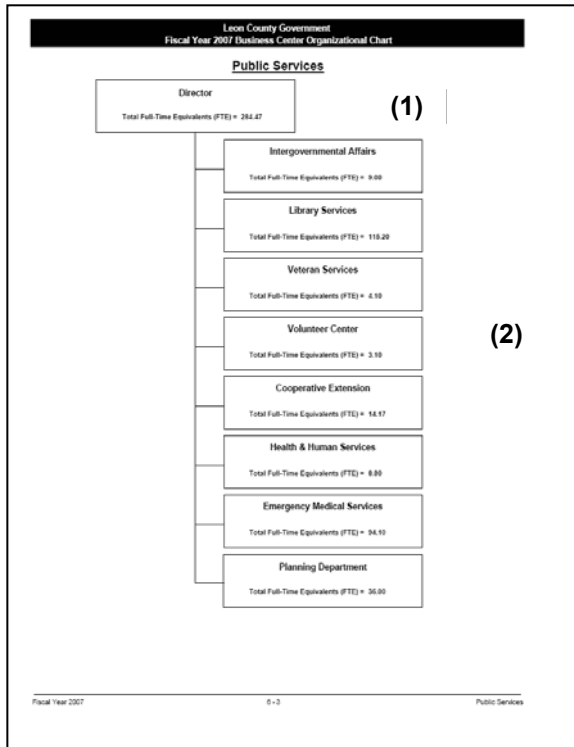 Leon County Government
Fiscal Year 2007 Business Center Organizational Chart
Public Services
Director
Total Full-Time Equivalents (FTE) = 284.47
(1)
Intergovernmental Affairs
Total Full-Time Equivalents (FTE) = 9.00
Library Services
Total Full-Time Equivalents (FTE) = 115.20
Veteran Services
Total Full-Time Equivalents (FTE) = 4.10
Volunteer Center
Total Full-Time Equivalents (FTE) = 3.10
(2)
Cooperative Extension
Total Full-Time Equivalents (FTE) = 14.17
Health & Human Services
Total Full-Time Equivalents (FTE) = 8.80
Emergency Medical Services
Total Full-Time Equivalents (FTE) = 94.10
Planning Department
Total Full-Time Equivalents (FTE) = 36.00
Fiscal Year 2007
Public Services